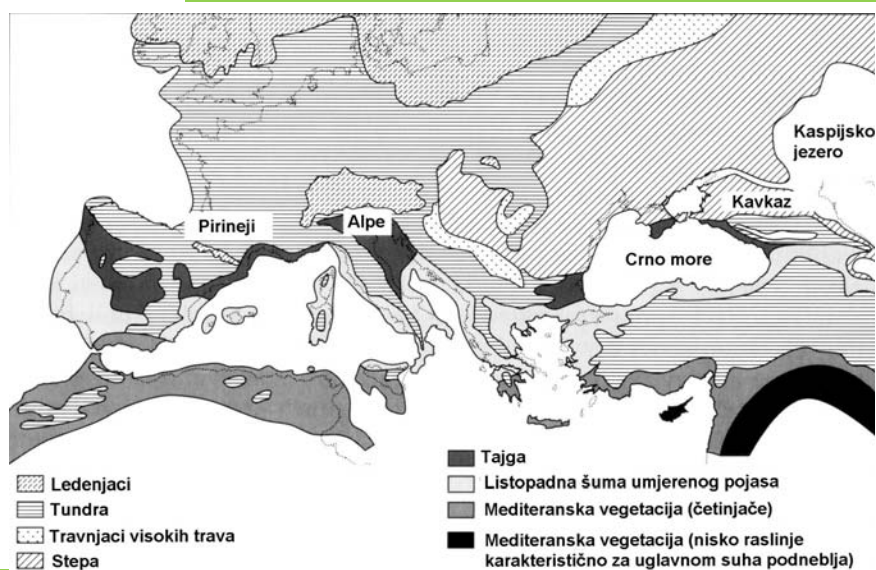 Kaspijsko
jezero
Kavkaz
Pirineji
Alpe
Crno more
Ledenjaci
Tundra
Travnjaci visokih trava
Stepa
Tajga
Listopadna šuma umjerenog pojasa
Mediteranska vegetacija (četinjače)
Mediteranska vegetacija (nisko raslinje
karakteristično za uglavnom suha podneblja)